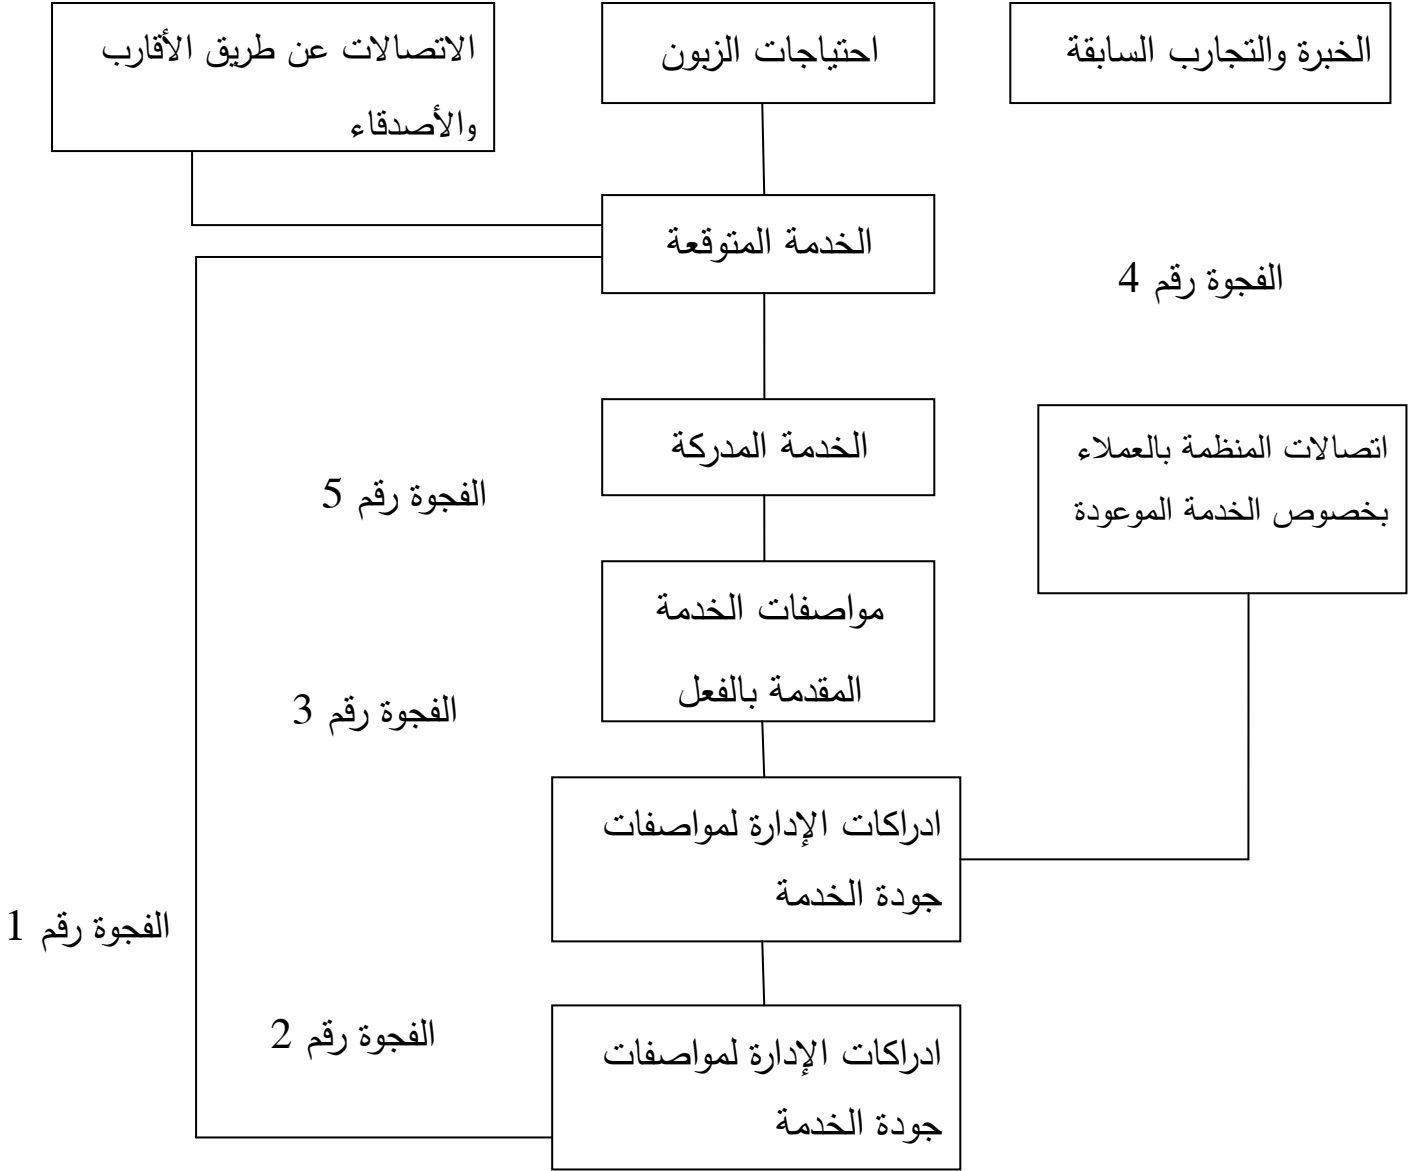 الخبرة والتجارب السابقة
احتياجات الزبون
الاتصالات عن طريق الأقارب
والأصدقاء
الخدمة المتوقعة
الفجوة رقم 4
الخدمة المدركة
اتصالات المنظمة بالعملاء
بخصوص الخدمة الموعودة
الفجوة رقم 5
مواصفات الخدمة
المقدمة بالفعل
الفجوة رقم 3
ادراكات الإدارة لمواصفات
جودة الخدمة
الفجوة رقم 1
الفجوة رقم 2
ادراكات الإدارة لمواصفات
جودة الخدمة